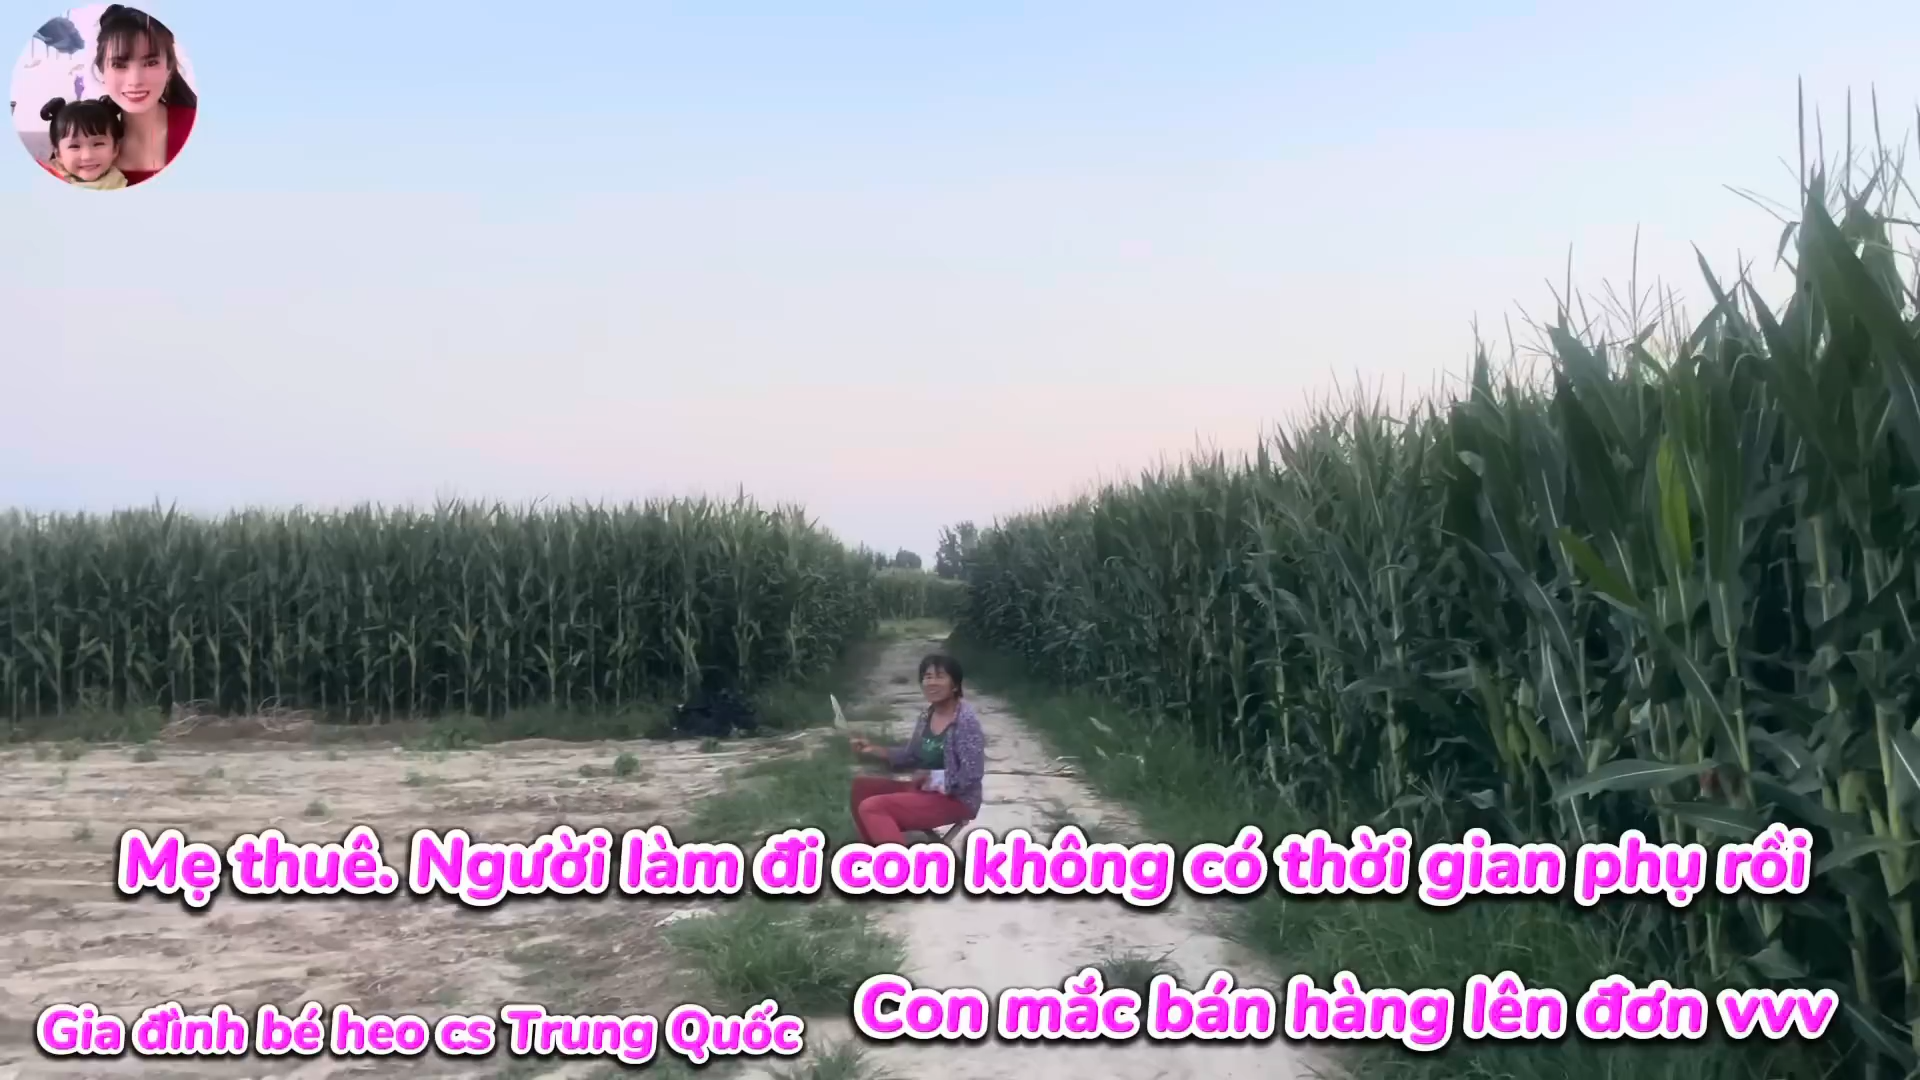 Mẹ thuê. Người làm đi con không có thời gian phụ rồi
Con mắc bán hàng lên đơn vvv
Gia đình bé heo cs Trung Quốc